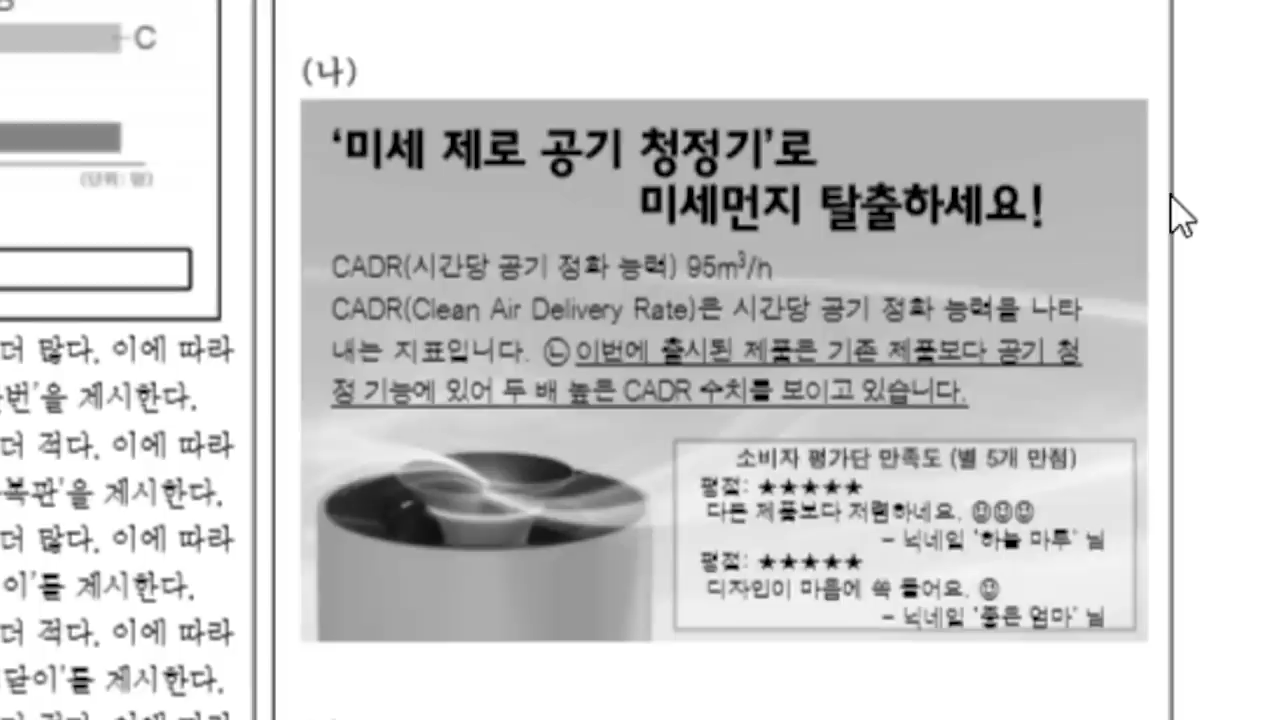 C
(단위: 명)
더 많다. 이에 따라
번'을 게시한다.
더 적다. 이에 따라
복판'을 게시한다.
더 많다. 이에 따라
이'를 게시한다.
더 적다. 이에 따라
닫이'를 게시한다.
(나)
'미세 제로 공기 청정기'로
미세먼지 탈출하세요!
CADR(시간당 공기 정화 능력) 95m³/h
CADR(Clean Air Delivery Rate)은 시간당 공기 정화 능력을 나타
내는 지표입니다. ㉡이번에 출시된 제품은 기존 제품보다 공기 청
정 기능에 있어 두 배 높은 CADR 수치를 보이고 있습니다.
소비자 평가단 만족도 (별 5개 만점)
평점: ★★★★★
다른 제품보다 저렴하네요. ☺☺☺
- 닉네임 '하늘 마루' 님
평점: ★★★★★
디자인이 마음에 쏙 들어요. ☺
- 닉네임 '좋은 엄마' 님